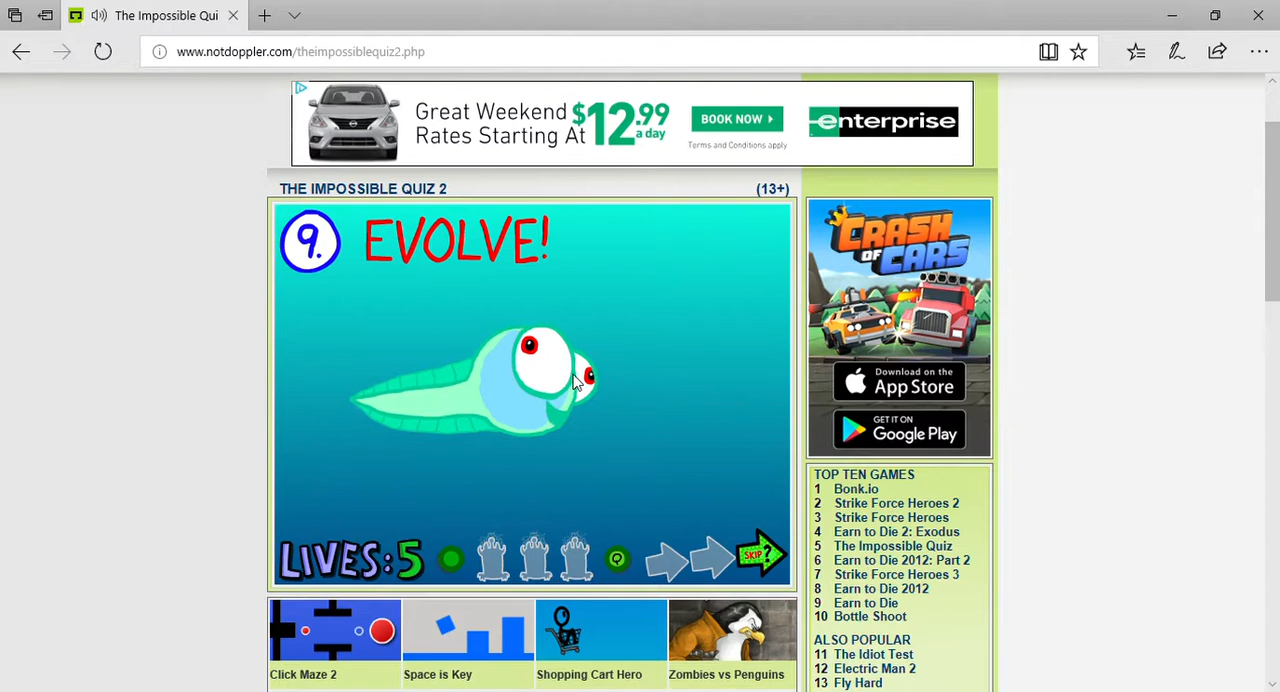 The Impossible Qui
www.notdoppler.com/theimpossiblequiz2.php
Great Weekend
Rates Starting At
$12.99
a day
BOOK NOW
Terms and Conditions apply
enterprise
THE IMPOSSIBLE QUIZ 2
(13+)
9. EVOLVE!
LIVES: 5
SKIP?
CRASH
OF
CARS
Download on the
App Store
GET IT ON
Google Play
TOP TEN GAMES
1 Bonk.io
2 Strike Force Heroes 2
3 Strike Force Heroes
4 Earn to Die 2: Exodus
5 The Impossible Quiz
6 Earn to Die 2012: Part 2
7 Strike Force Heroes 3
8 Earn to Die 2012
9 Earn to Die
10 Bottle Shoot
ALSO POPULAR
11 The Idiot Test
12 Electric Man 2
13 Fly Hard
Click Maze 2
Space is Key
Shopping Cart Hero
Zombies vs Penguins